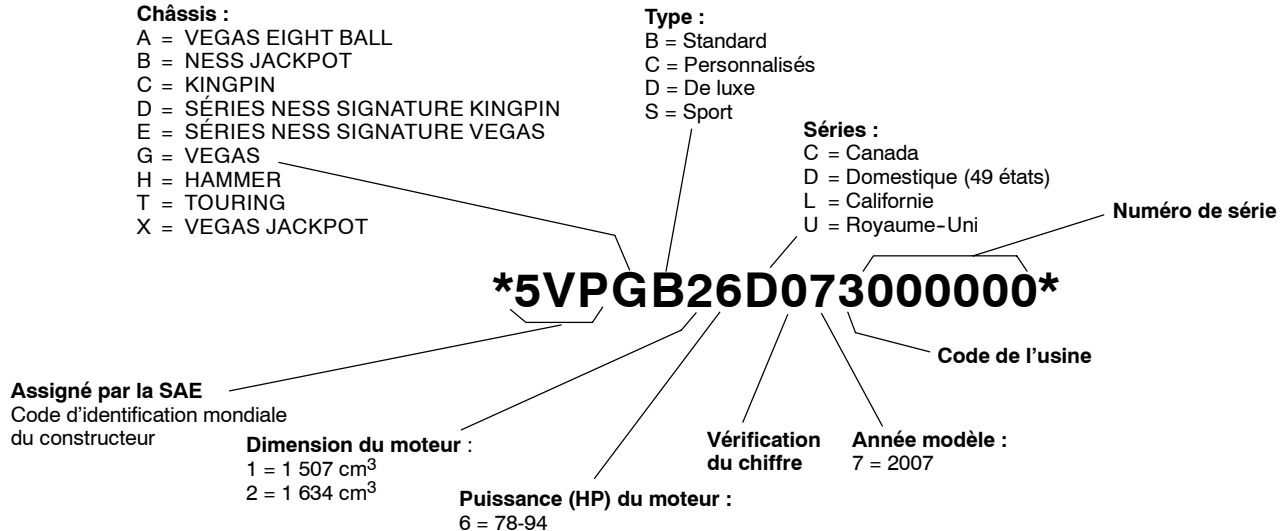 Châssis :
A = VEGAS EIGHT BALL
B = NESS JACKPOT
C = KINGPIN
D = SÉRIES NESS SIGNATURE KINGPIN
E = SÉRIES NESS SIGNATURE VEGAS
G = VEGAS
H = HAMMER
T = TOURING
X = VEGAS JACKPOT
Type :
B = Standard
C = Personnalisés
D = De luxe
S = Sport
Séries :
C = Canada
D = Domestique (49 états)
L = Californie
U = Royaume-Uni
Numéro de série
*5VPGB26D073000000*
Code de l'usine
Assigné par la SAE
Code d'identification mondiale
du constructeur
Dimension du moteur :
1 = 1 507 cm³
2 = 1 634 cm³
Puissance (HP) du moteur :
6 = 78-94
Vérification
du chiffre
Année modèle :
7 = 2007